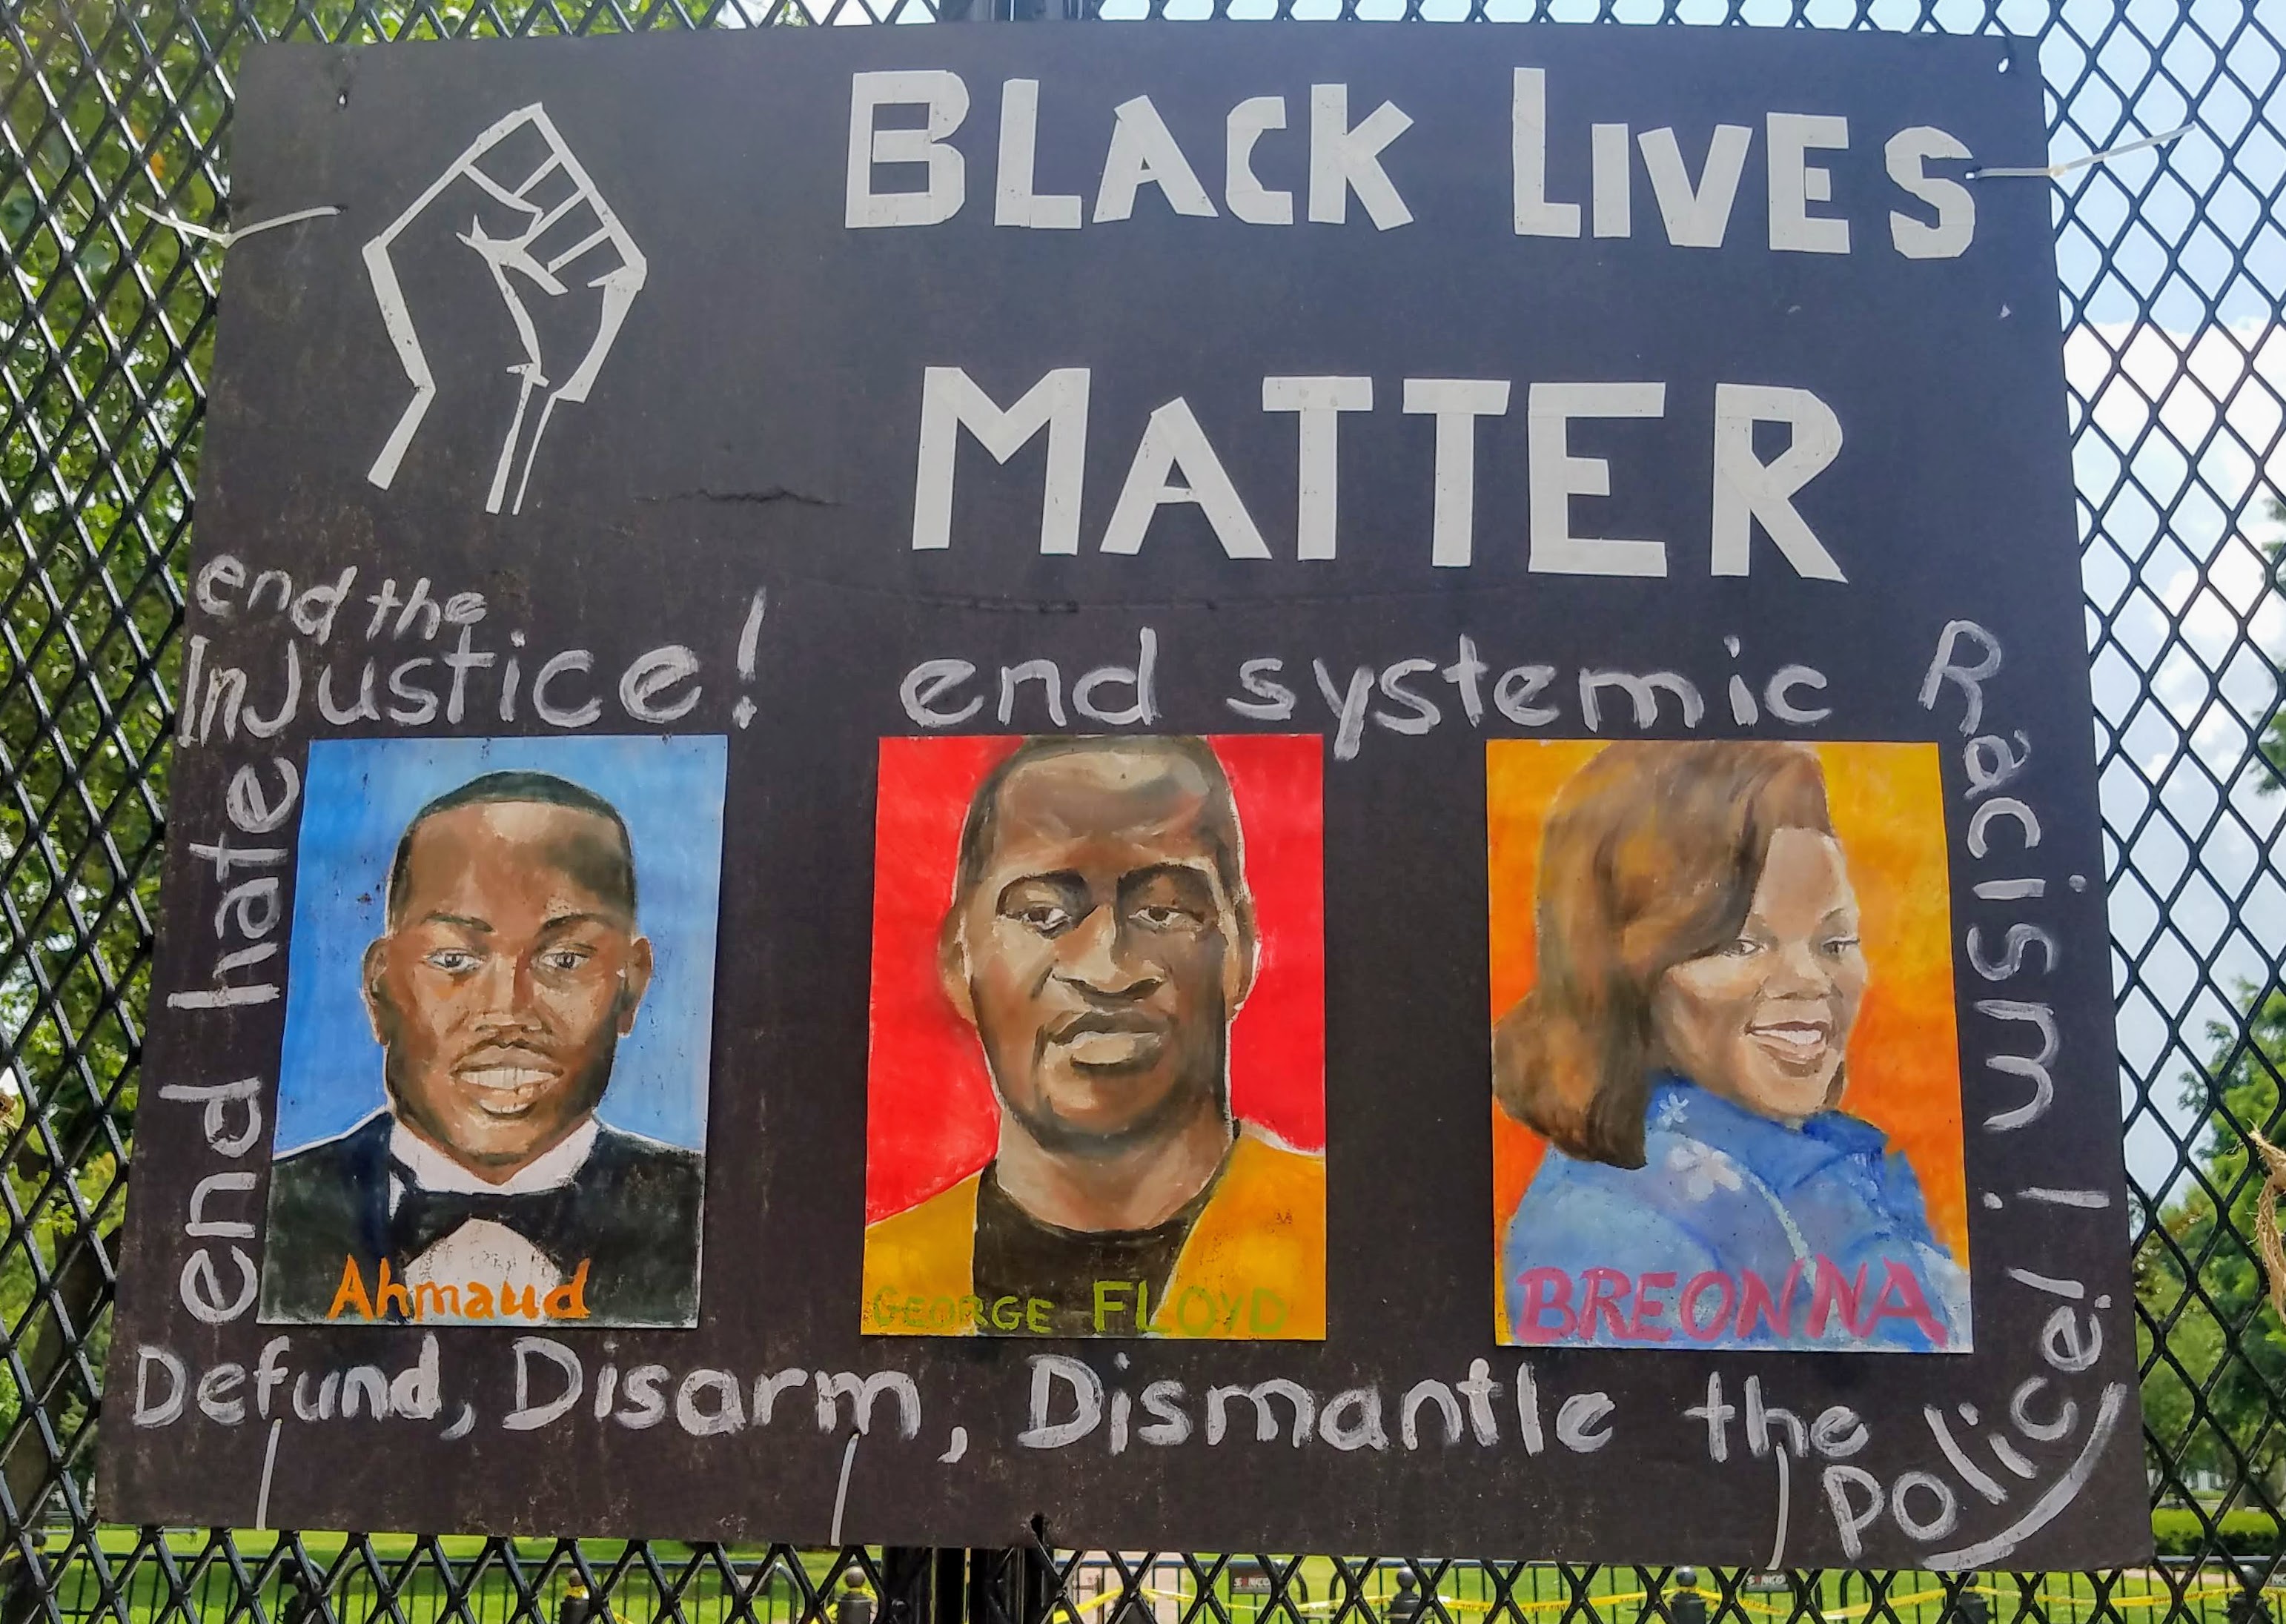 BLACK LIVES
MATTER
end the
InJustice!
end systemic
Racism!
end hate
Ahmaud
GEORGE FLOYD
BREONNA
Defund, Disarm, Dismantle the
Police!